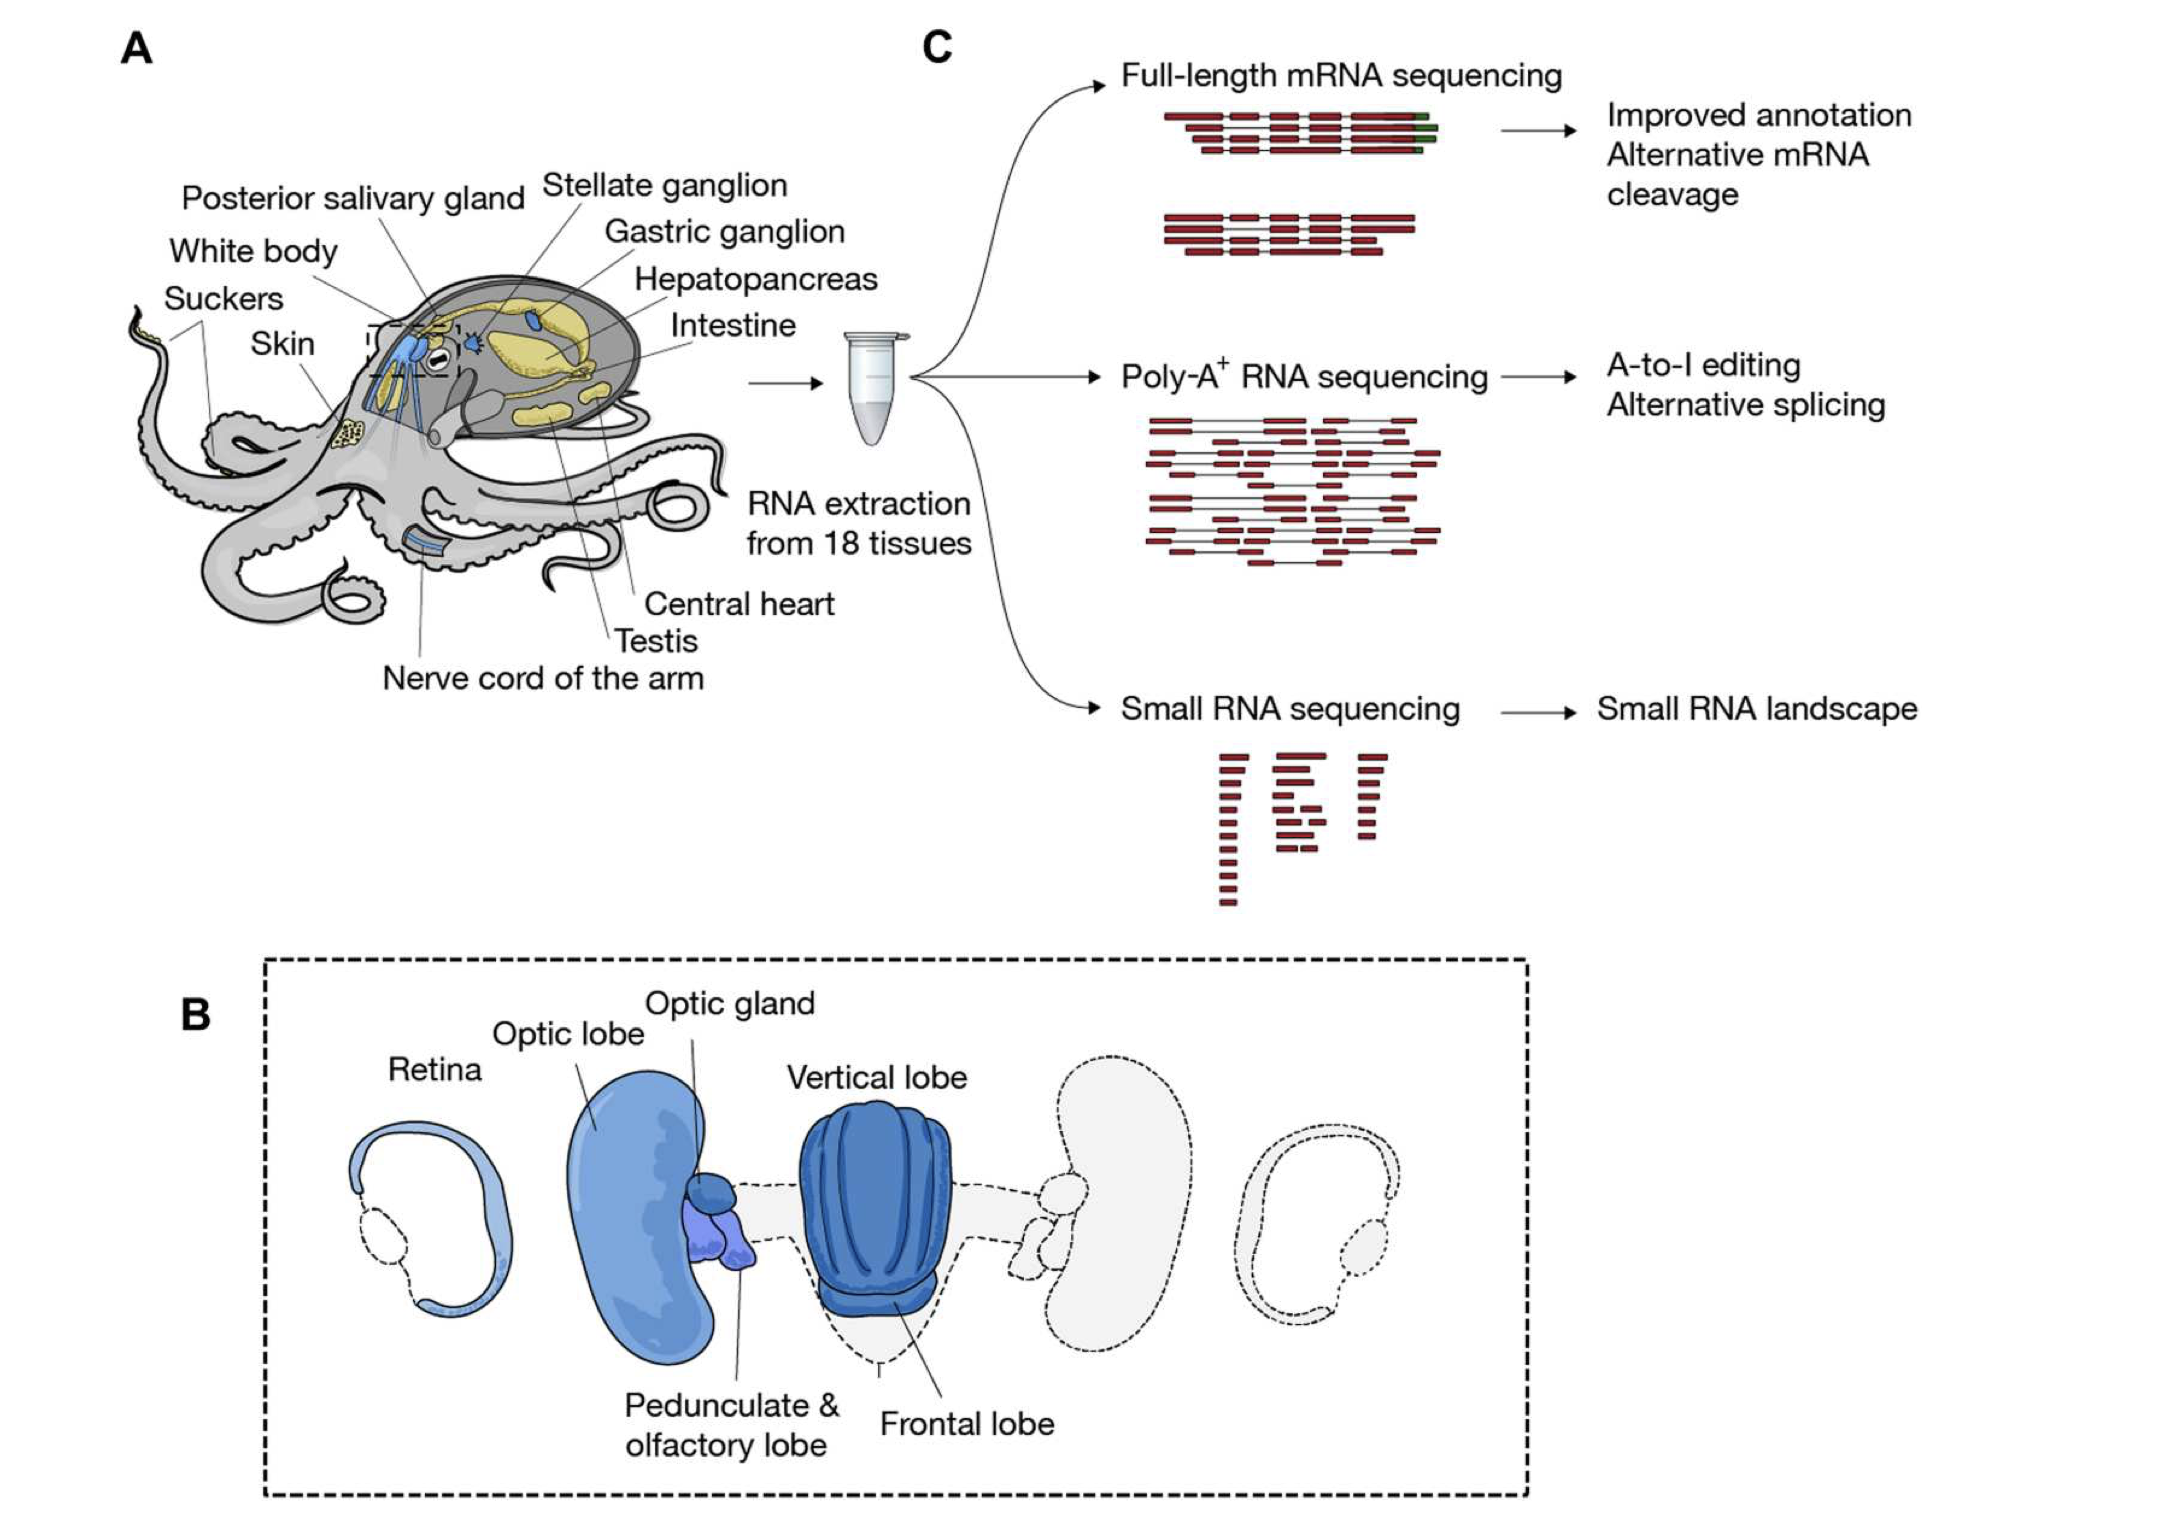 A
Posterior salivary gland
Stellate ganglion
White body
Gastric ganglion
Suckers
Hepatopancreas
Skin
Intestine
RNA extraction
from 18 tissues
Central heart
Testis
Nerve cord of the arm
C
Full-length mRNA sequencing
Improved annotation
Alternative mRNA
cleavage
Poly-A⁺ RNA sequencing
A-to-I editing
Alternative splicing
Small RNA sequencing
Small RNA landscape
B
Retina
Optic lobe
Optic gland
Vertical lobe
Pedunculate &
olfactory lobe
Frontal lobe